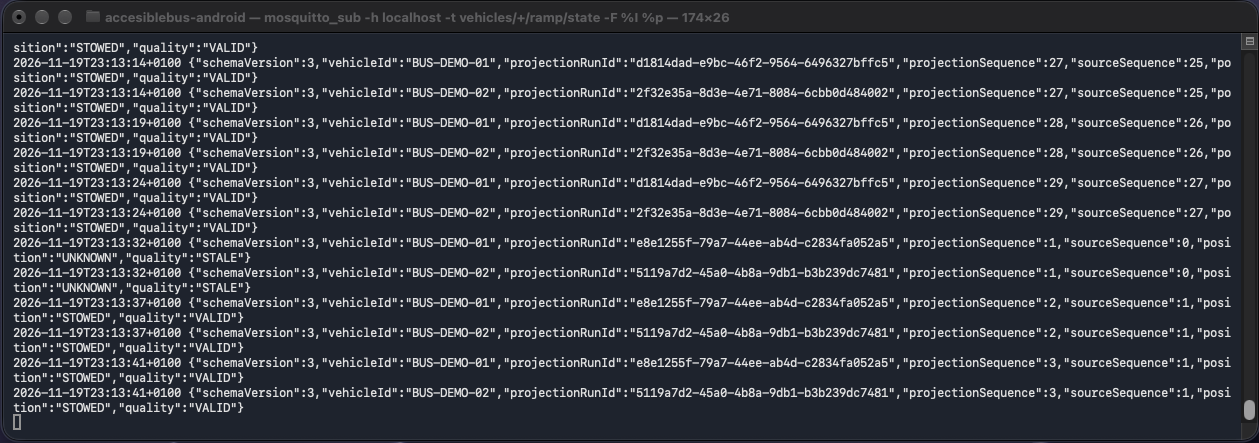 accesiblebus-android — mosquitto_sub -h localhost -t vehicles/+/ramp/state -F %I %p — 174×26
sition":"STOWED","quality":"VALID"}
2026-11-19T23:13:14+0100 {"schemaVersion":3,"vehicleId":"BUS-DEMO-01","projectionRunId":"d1814dad-e9bc-46f2-9564-6496327bffc5","projectionSequence":27,"sourceSequence":25,"po
sition":"STOWED","quality":"VALID"}
2026-11-19T23:13:14+0100 {"schemaVersion":3,"vehicleId":"BUS-DEMO-02","projectionRunId":"2f32e35a-8d3e-4e71-8084-6cbb0d484002","projectionSequence":27,"sourceSequence":25,"po
sition":"STOWED","quality":"VALID"}
2026-11-19T23:13:19+0100 {"schemaVersion":3,"vehicleId":"BUS-DEMO-01","projectionRunId":"d1814dad-e9bc-46f2-9564-6496327bffc5","projectionSequence":28,"sourceSequence":26,"po
sition":"STOWED","quality":"VALID"}
2026-11-19T23:13:19+0100 {"schemaVersion":3,"vehicleId":"BUS-DEMO-02","projectionRunId":"2f32e35a-8d3e-4e71-8084-6cbb0d484002","projectionSequence":28,"sourceSequence":26,"po
sition":"STOWED","quality":"VALID"}
2026-11-19T23:13:24+0100 {"schemaVersion":3,"vehicleId":"BUS-DEMO-01","projectionRunId":"d1814dad-e9bc-46f2-9564-6496327bffc5","projectionSequence":29,"sourceSequence":27,"po
sition":"STOWED","quality":"VALID"}
2026-11-19T23:13:24+0100 {"schemaVersion":3,"vehicleId":"BUS-DEMO-02","projectionRunId":"2f32e35a-8d3e-4e71-8084-6cbb0d484002","projectionSequence":29,"sourceSequence":27,"po
sition":"STOWED","quality":"VALID"}
2026-11-19T23:13:32+0100 {"schemaVersion":3,"vehicleId":"BUS-DEMO-01","projectionRunId":"e8e1255f-79a7-44ee-ab4d-c2834fa052a5","projectionSequence":1,"sourceSequence":0,"posi
tion":"UNKNOWN","quality":"STALE"}
2026-11-19T23:13:32+0100 {"schemaVersion":3,"vehicleId":"BUS-DEMO-02","projectionRunId":"5119a7d2-45a0-4b8a-9db1-b3b239dc7481","projectionSequence":1,"sourceSequence":0,"posi
tion":"UNKNOWN","quality":"STALE"}
2026-11-19T23:13:37+0100 {"schemaVersion":3,"vehicleId":"BUS-DEMO-01","projectionRunId":"e8e1255f-79a7-44ee-ab4d-c2834fa052a5","projectionSequence":2,"sourceSequence":1,"posi
tion":"STOWED","quality":"VALID"}
2026-11-19T23:13:37+0100 {"schemaVersion":3,"vehicleId":"BUS-DEMO-02","projectionRunId":"5119a7d2-45a0-4b8a-9db1-b3b239dc7481","projectionSequence":2,"sourceSequence":1,"posi
tion":"STOWED","quality":"VALID"}
2026-11-19T23:13:41+0100 {"schemaVersion":3,"vehicleId":"BUS-DEMO-01","projectionRunId":"e8e1255f-79a7-44ee-ab4d-c2834fa052a5","projectionSequence":3,"sourceSequence":1,"posi
tion":"STOWED","quality":"VALID"}
2026-11-19T23:13:41+0100 {"schemaVersion":3,"vehicleId":"BUS-DEMO-02","projectionRunId":"5119a7d2-45a0-4b8a-9db1-b3b239dc7481","projectionSequence":3,"sourceSequence":1,"posi
tion":"STOWED","quality":"VALID"}